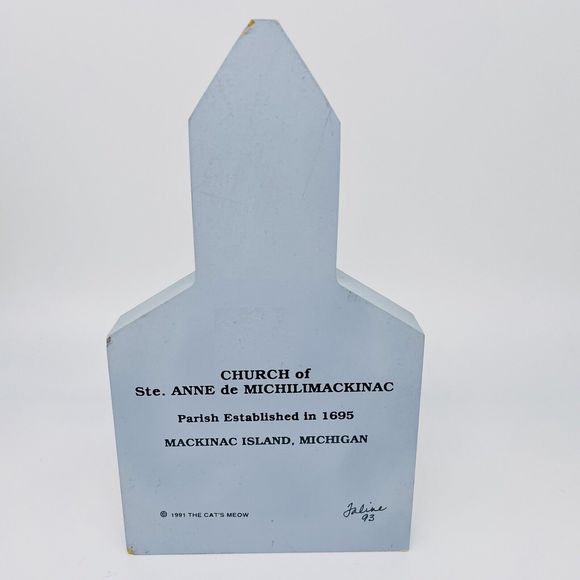 CHURCH of
Ste. ANNE de MICHILIMACKINAC
Parish Established in 1695
MACKINAC ISLAND, MICHIGAN
© 1991 THE CAT'S MEOW
Faline
93